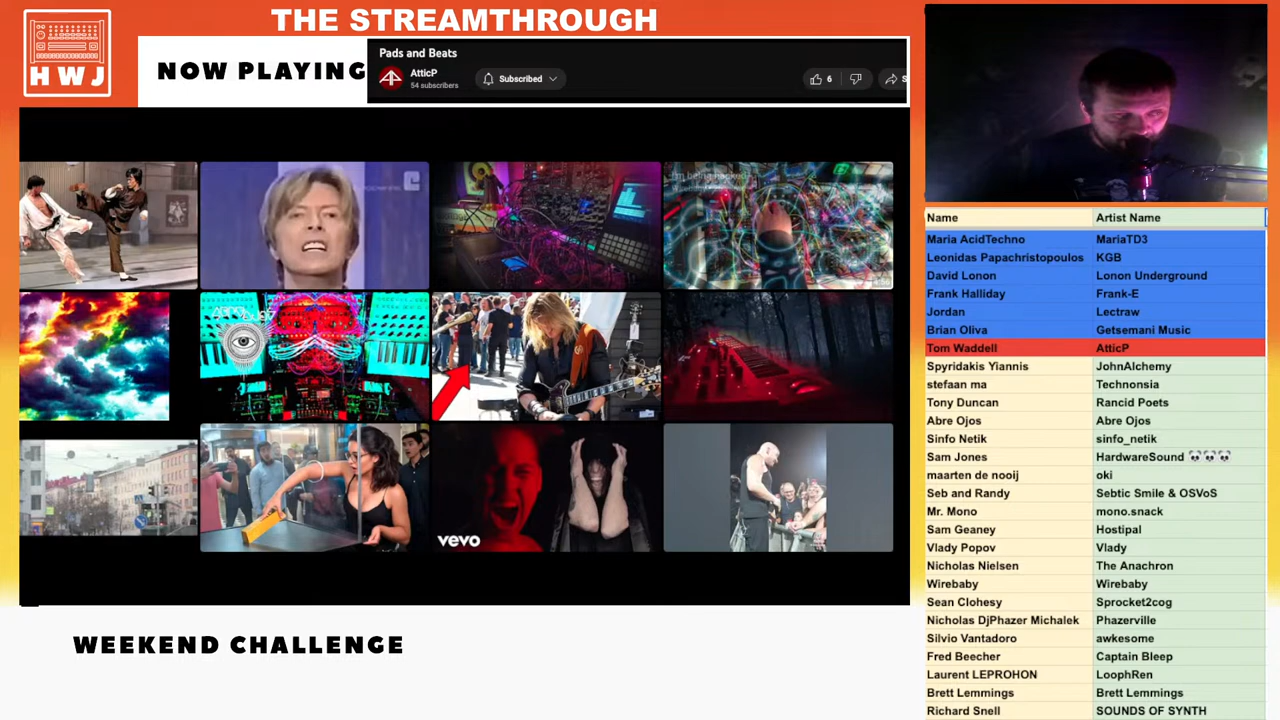 THE STREAMTHROUGH
HWJ
NOW PLAYING
Pads and Beats
AtticP
54 subscribers
Subscribed
6
S
I'm being hacked
vevo
WEEKEND CHALLENGE
Name Artist Name
Maria AcidTechno MariaTD3
Leonidas Papachristopoulos KGB
David Lonon Lonon Underground
Frank Halliday Frank-E
Jordan Lectraw
Brian Oliva Getsemani Music
Tom Waddell AtticP
Spyridakis Yiannis JohnAlchemy
stefaan ma Technonsia
Tony Duncan Rancid Poets
Abre Ojos Abre Ojos
Sinfo Netik sinfo_netik
Sam Jones HardwareSound 🐼🐼🐼
maarten de nooij oki
Seb and Randy Sebtic Smile & OSVoS
Mr. Mono mono.snack
Sam Geaney Hostipal
Vlady Popov Vlady
Nicholas Nielsen The Anachron
Wirebaby Wirebaby
Sean Clohesy Sprocket2cog
Nicholas DjPhazer Michalek Phazerville
Silvio Vantadoro awkesome
Fred Beecher Captain Bleep
Laurent LEPROHON LoophRen
Brett Lemmings Brett Lemmings
Richard Snell SOUNDS OF SYNTH